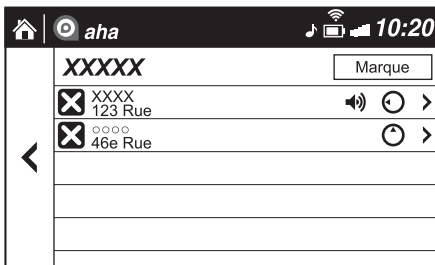 aha
10:20
XXXXX
Marque
XXXX
123 Rue
○○○○
46e Rue